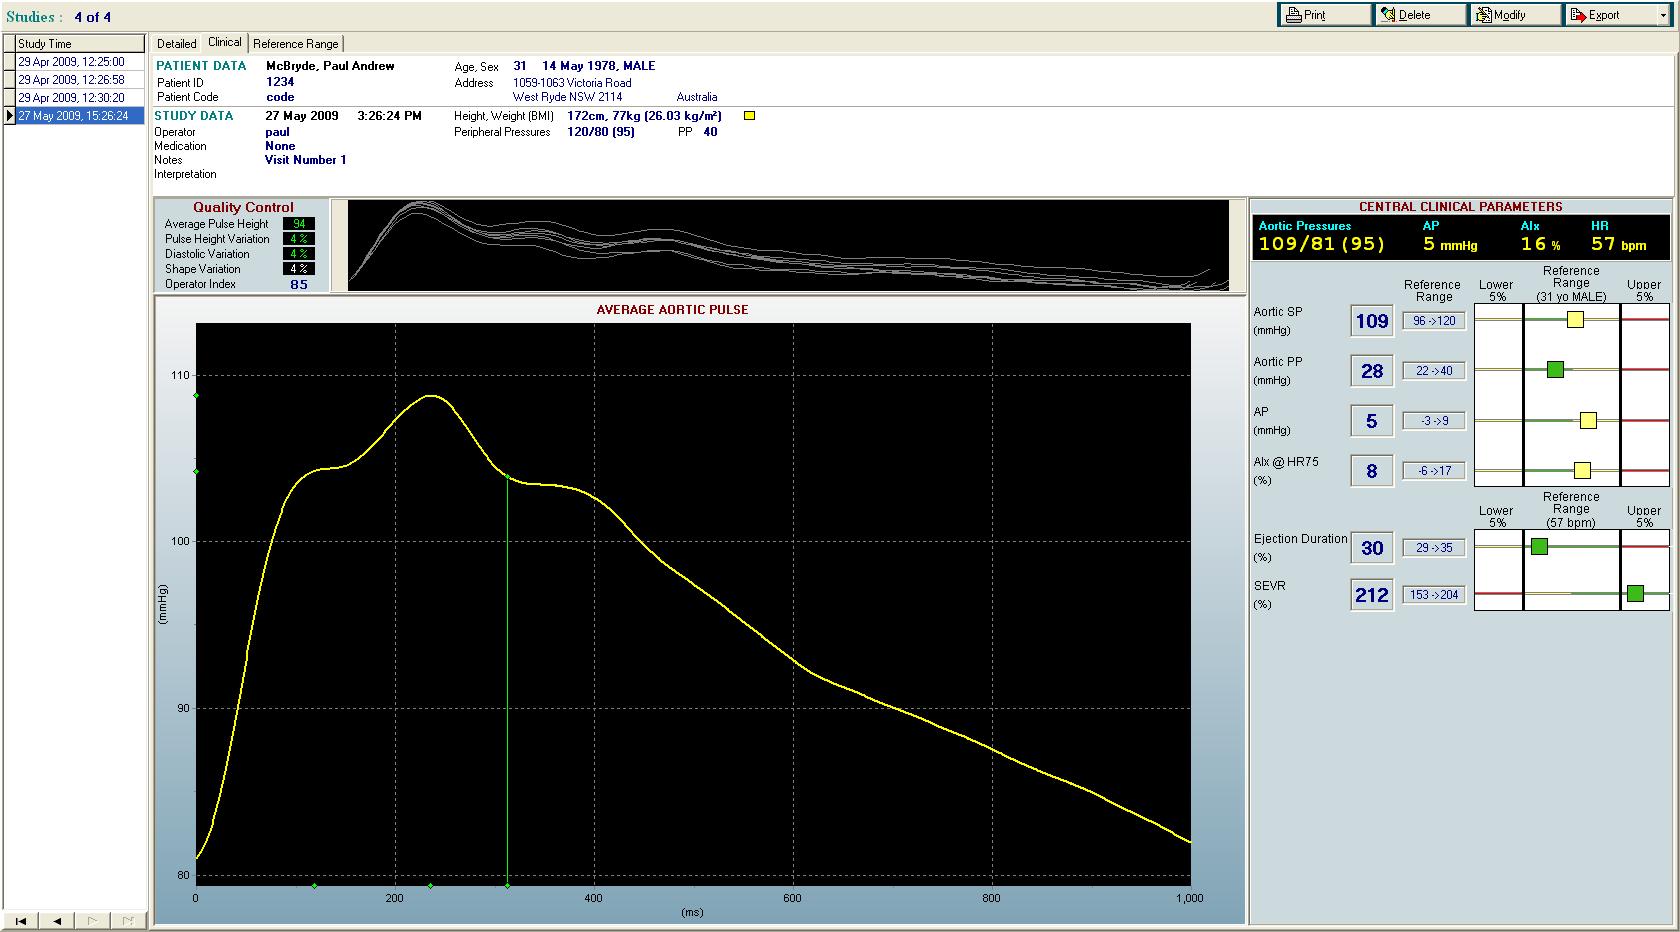 Studies : 4 of 4
Print Delete Modify Export
Study Time
29 Apr 2009, 12:25:00
29 Apr 2009, 12:26:58
29 Apr 2009, 12:30:20
27 May 2009, 15:26:24
Detailed Clinical Reference Range
PATIENT DATA McBryde, Paul Andrew Age, Sex 31 14 May 1978, MALE
Patient ID 1234 Address 1059-1063 Victoria Road
Patient Code code West Ryde NSW 2114 Australia
STUDY DATA 27 May 2009 3:26:24 PM Height, Weight (BMI) 172cm, 77kg (26.03 kg/m²)
Operator paul Peripheral Pressures 120/80 (95) PP 40
Medication None
Notes Visit Number 1
Interpretation
Quality Control
Average Pulse Height 94
Pulse Height Variation 4 %
Diastolic Variation 4 %
Shape Variation 4 %
Operator Index 85
AVERAGE AORTIC PULSE
110
100
90
80
(mmHg)
0 200 400 600 800 1,000
(ms)
CENTRAL CLINICAL PARAMETERS
Aortic Pressures AP AIx HR
109/81 (95) 5 mmHg 16 % 57 bpm
Reference Range Lower 5% Reference Range (31 yo MALE) Upper 5%
Aortic SP (mmHg) 109 96 ->120
Aortic PP (mmHg) 28 22 ->40
AP (mmHg) 5 -3 ->9
AIx @ HR75 (%) 8 -6 ->17
Lower 5% Reference Range (57 bpm) Upper 5%
Ejection Duration (%) 30 29 ->35
SEVR (%) 212 153 ->204